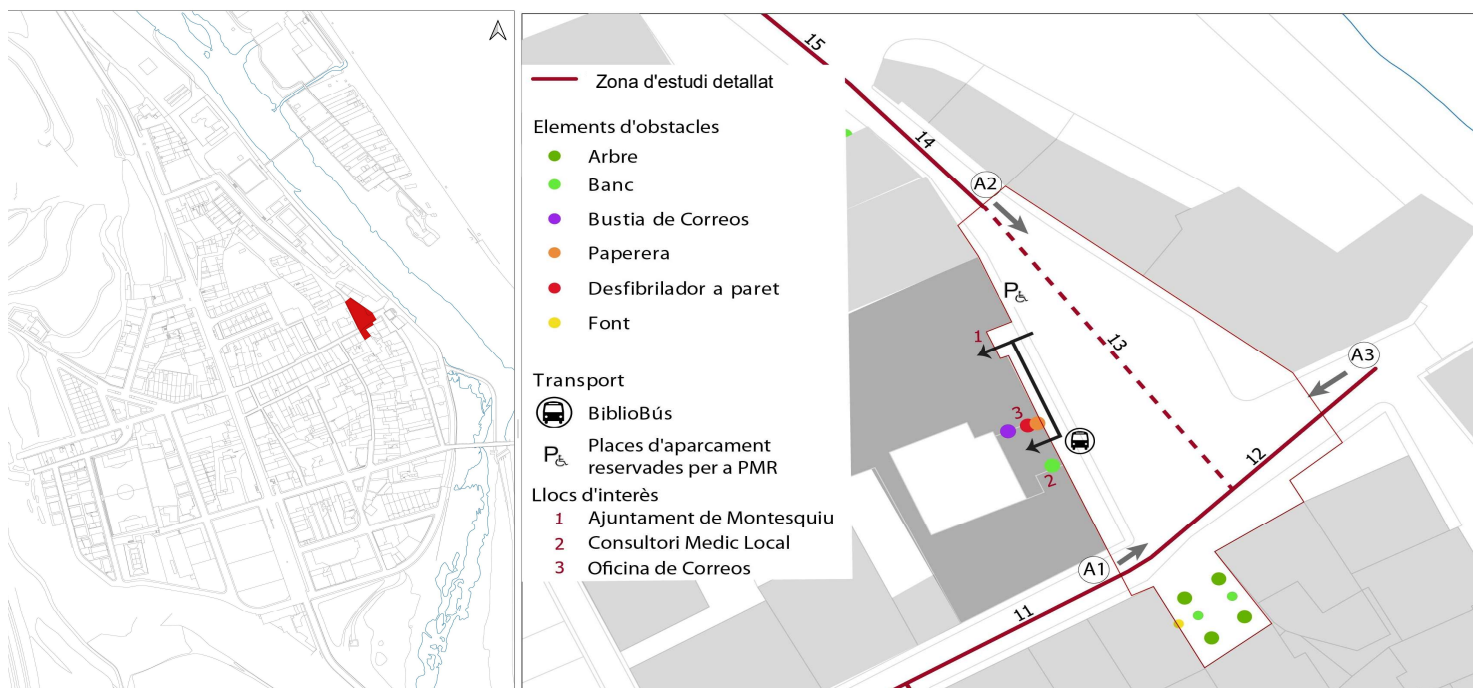 Zona d'estudi detallat
Elements d'obstacles
Arbre
Banc
Bustia de Correos
Paperera
Desfibrilador a paret
Font
Transport
BiblioBús
P
Places d'aparcament
reservades per a PMR
Llocs d'interès
1 Ajuntament de Montesquiu
2 Consultori Medic Local
3 Oficina de Correos
15
14
A2
P
13
1
A3
3
12
2
A1
11